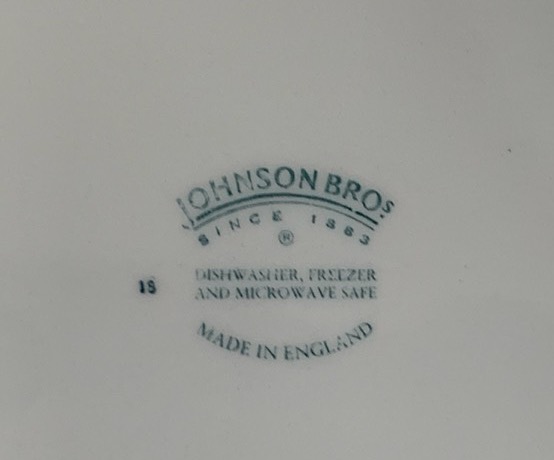 JOHNSON BROS
SINCE 1883
®
18
DISHWASHER, FREEZER
AND MICROWAVE SAFE
MADE IN ENGLAND